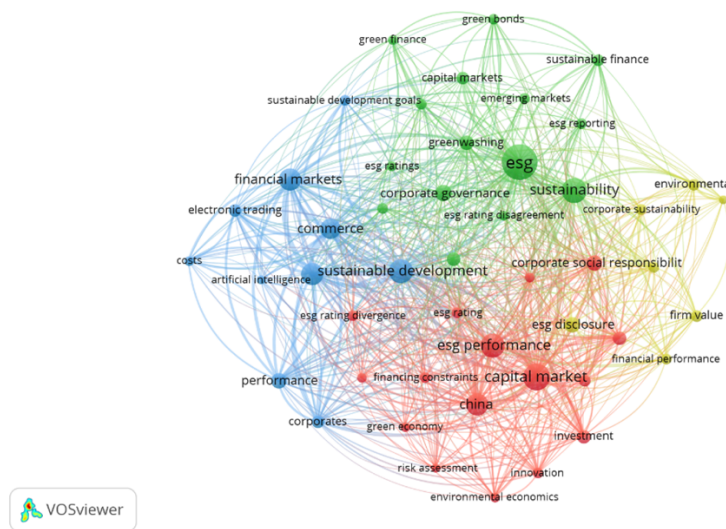 green bonds
green finance
sustainable finance
capital markets
sustainable development goals
emerging markets
esg reporting
greenwashing
esg
esg ratings
financial markets
environmenta
sustainability
corporate governance
electronic trading
corporate sustainability
esg rating disagreement
commerce
costs
corporate social responsibilit
sustainable development
artificial intelligence
esg rating
esg rating divergence
firm value
esg disclosure
esg performance
financial performance
capital market
financing constraints
performance
china
corporates
green economy
investment
risk assessment
innovation
environmental economics
VOSviewer